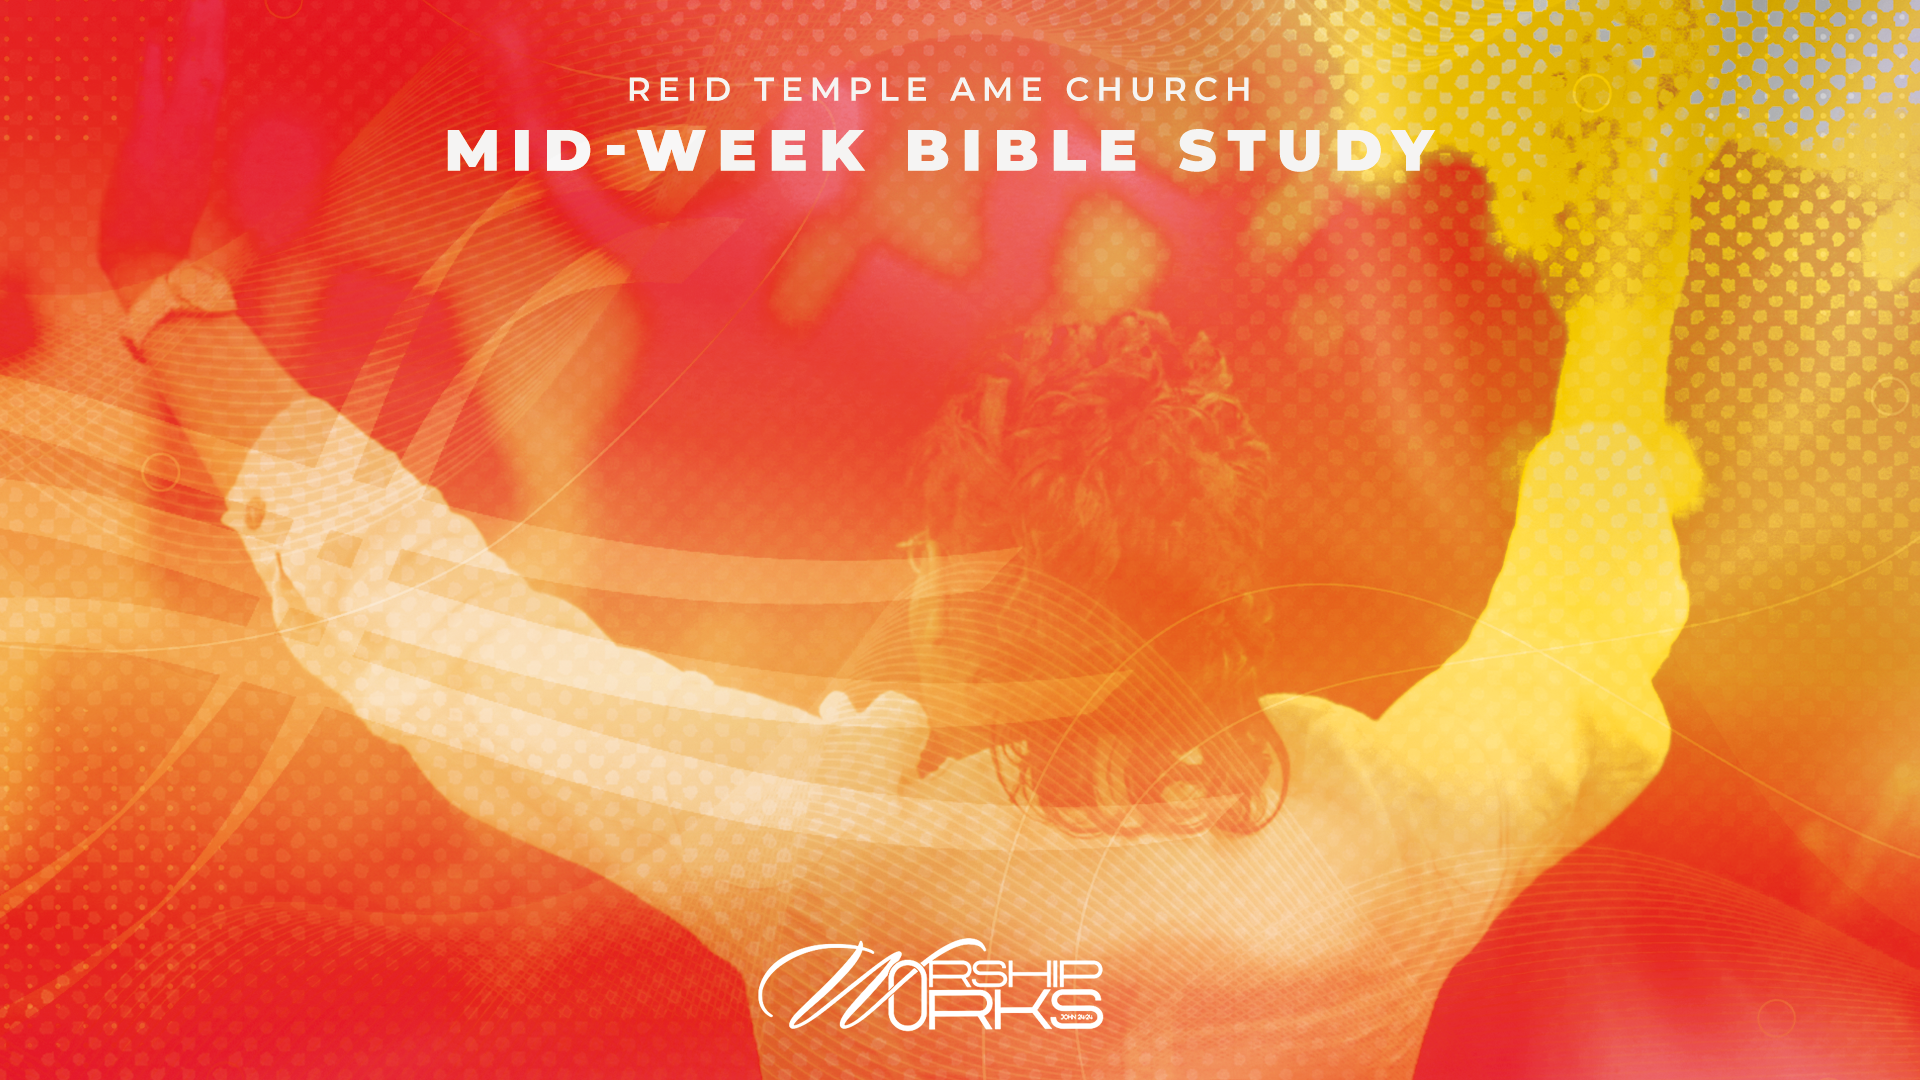 REID TEMPLE AME CHURCH
MID-WEEK BIBLE STUDY
WORSHIP
WORKS